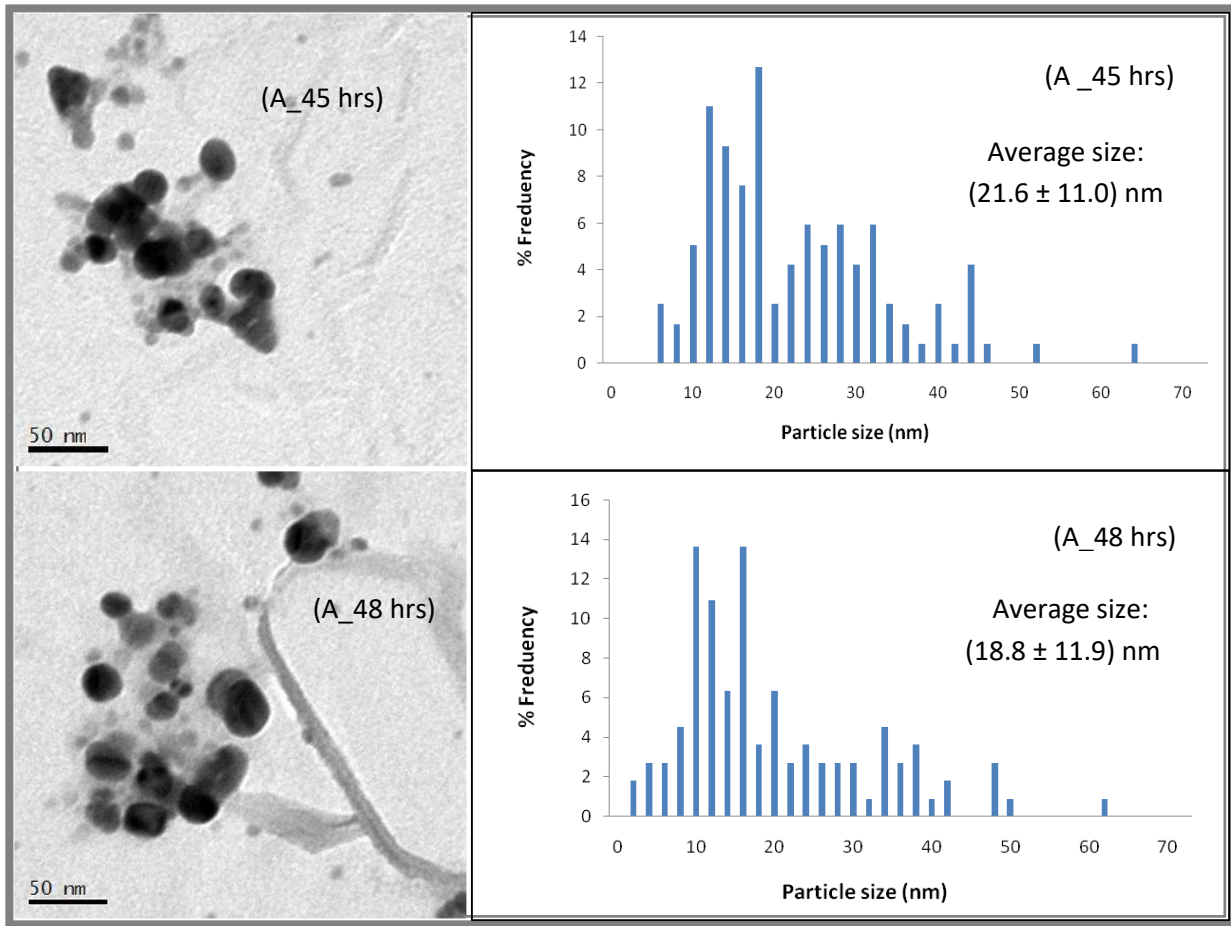 (A_45 hrs)
50 nm
14
12
10
8
6
4
2
0
% Freduency
(A _45 hrs)
Average size:
(21.6 ± 11.0) nm
0 10 20 30 40 50 60 70
Particle size (nm)
(A_48 hrs)
50 nm
16
14
12
10
8
6
4
2
0
% Freduency
(A_48 hrs)
Average size:
(18.8 ± 11.9) nm
0 10 20 30 40 50 60 70
Particle size (nm)